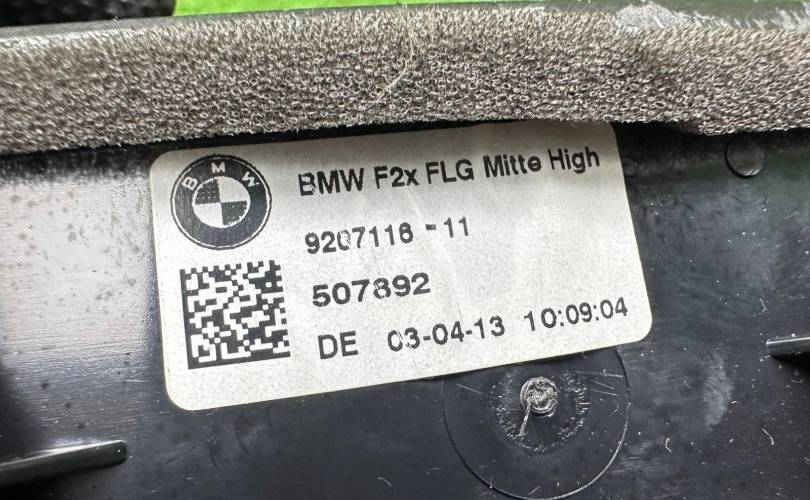 BMW
BMW F2x FLG Mitte High
9207116 - 11
507892
DE 03-04-13 10:09:04